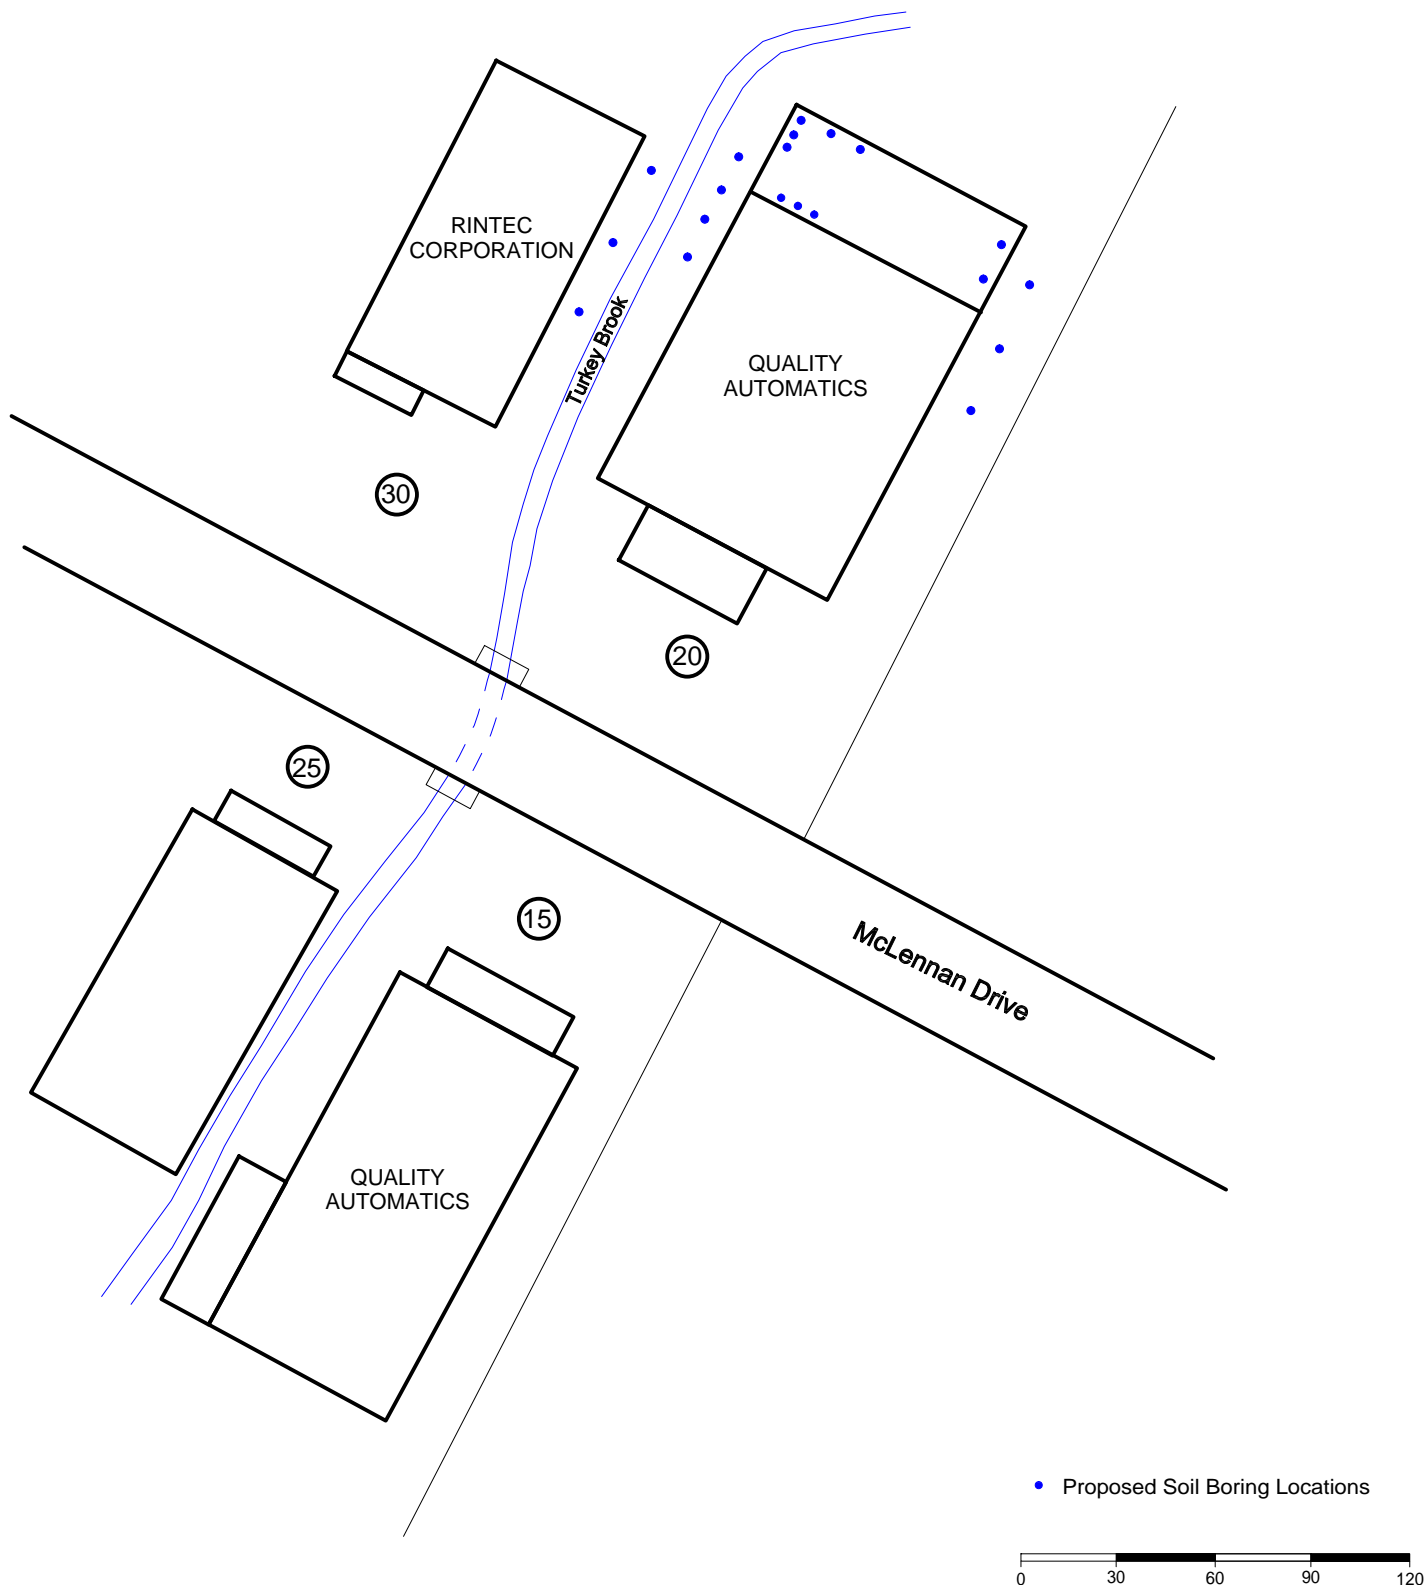 RINTEC
CORPORATION
Turkey Brook
QUALITY
AUTOMATICS
30
20
25
15
McLennan Drive
QUALITY
AUTOMATICS
Proposed Soil Boring Locations
0 30 60 90 120